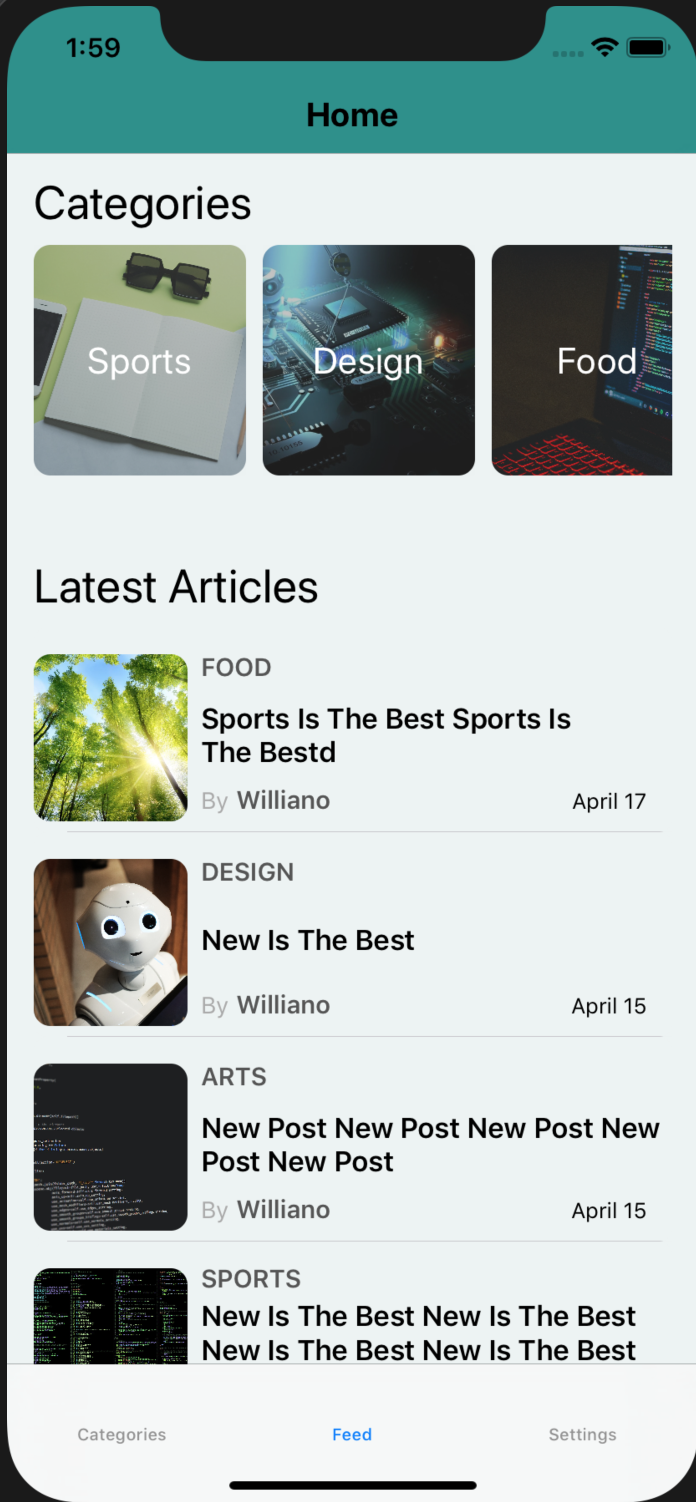 1:59
Home
Categories
Sports
Design
Food
Latest Articles
FOOD
Sports Is The Best Sports Is
The Bestd
By Williano
April 17
DESIGN
New Is The Best
By Williano
April 15
ARTS
New Post New Post New Post New
Post New Post
By Williano
April 15
SPORTS
New Is The Best New Is The Best
New Is The Best New Is The Best
Categories
Feed
Settings